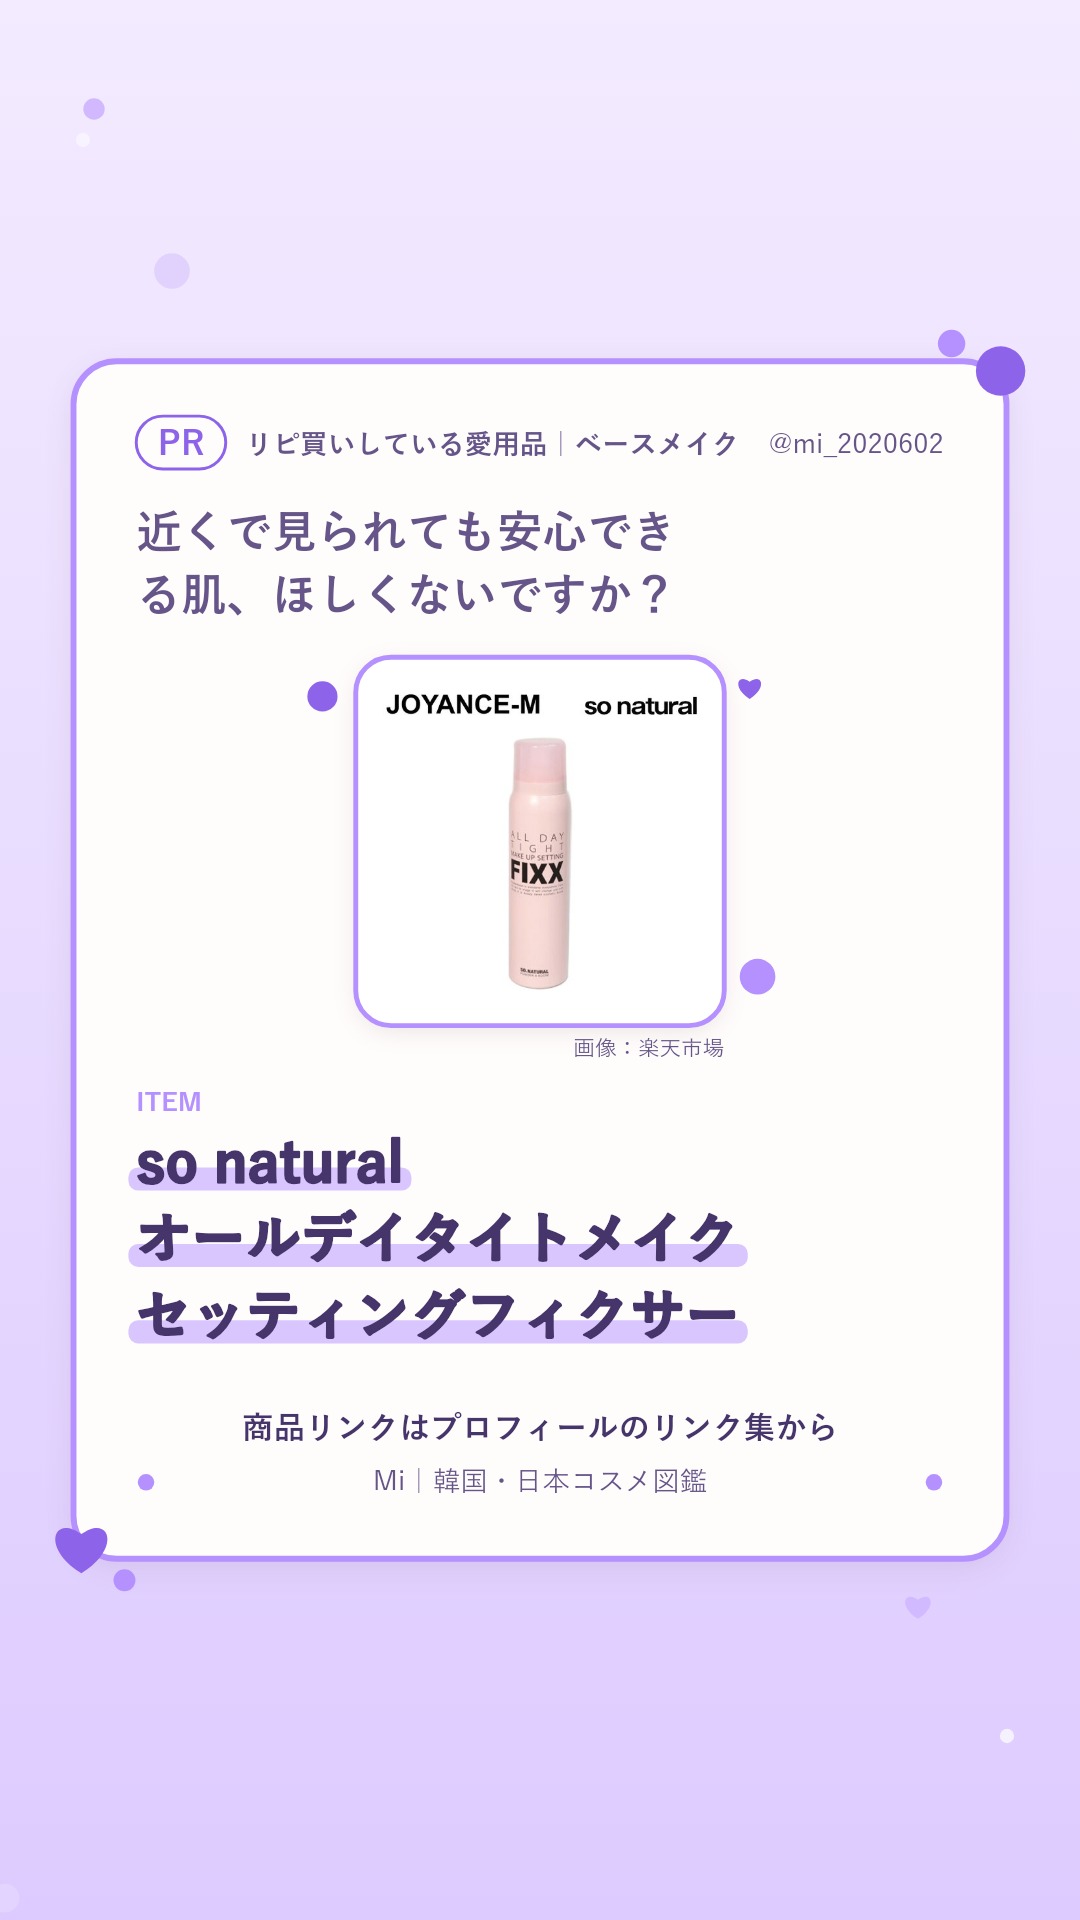 PR リピ買いしている愛用品｜ベースメイク @mi_2020602
近くで見られても安心でき
る肌、ほしくないですか？
JOYANCE-M so natural
ALL DAY
TIGHT
MAKE UP SETTING
FIXX
SO NATURAL
画像：楽天市場
ITEM
so natural
オールデイタイトメイク
セッティングフィクサー
商品リンクはプロフィールのリンク集から
Mi｜韓国・日本コスメ図鑑